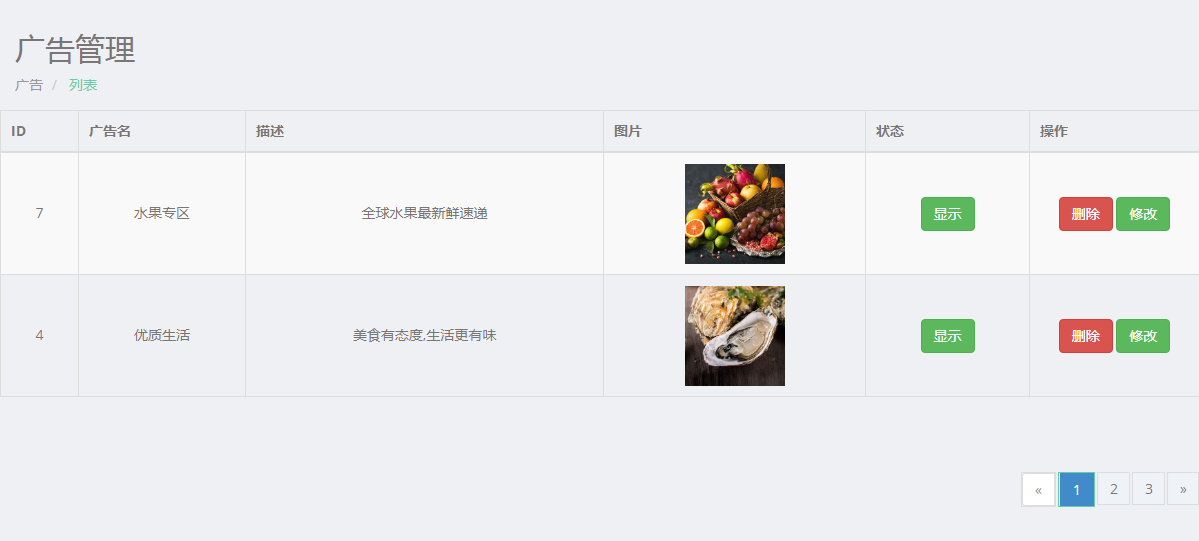 广告管理
广告 / 列表
ID 广告名 描述 图片 状态 操作
7 水果专区 全球水果最新鲜速递 显示 删除 修改
4 优质生活 美食有态度,生活更有味 显示 删除 修改
« 1 2 3 »